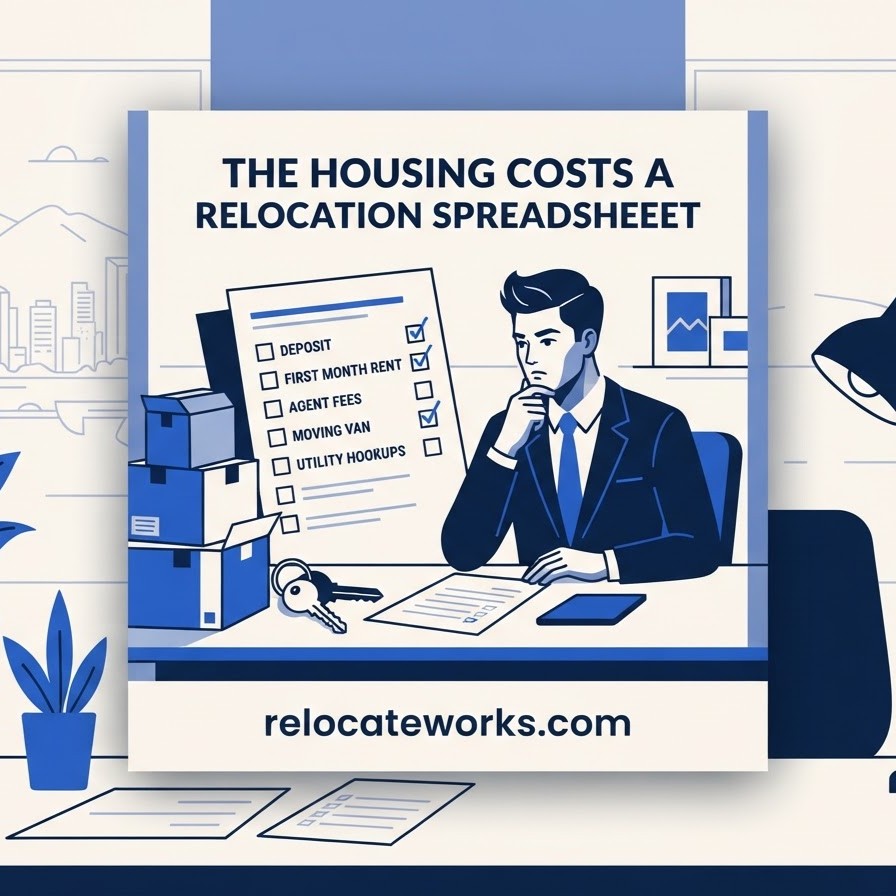 THE HOUSING COSTS A
RELOCATION SPREADSHEEET
DEPOSIT
FIRST MONTH RENT
AGENT FEES
MOVING VAN
UTILITY HOOKUPS
relocateworks.com